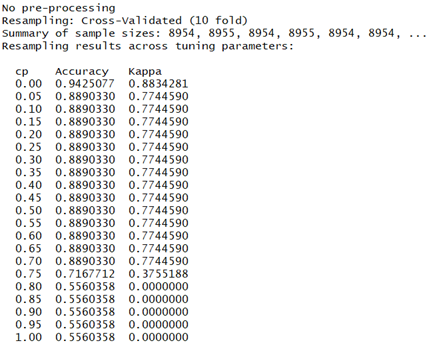 No pre-processing
Resampling: Cross-Validated (10 fold)
Summary of sample sizes: 8954, 8955, 8954, 8955, 8954, 8954, ...
Resampling results across tuning parameters:
cp Accuracy Kappa
0.00 0.9425077 0.8834281
0.05 0.8890330 0.7744590
0.10 0.8890330 0.7744590
0.15 0.8890330 0.7744590
0.20 0.8890330 0.7744590
0.25 0.8890330 0.7744590
0.30 0.8890330 0.7744590
0.35 0.8890330 0.7744590
0.40 0.8890330 0.7744590
0.45 0.8890330 0.7744590
0.50 0.8890330 0.7744590
0.55 0.8890330 0.7744590
0.60 0.8890330 0.7744590
0.65 0.8890330 0.7744590
0.70 0.8890330 0.7744590
0.75 0.7167712 0.3755188
0.80 0.5560358 0.0000000
0.85 0.5560358 0.0000000
0.90 0.5560358 0.0000000
0.95 0.5560358 0.0000000
1.00 0.5560358 0.0000000